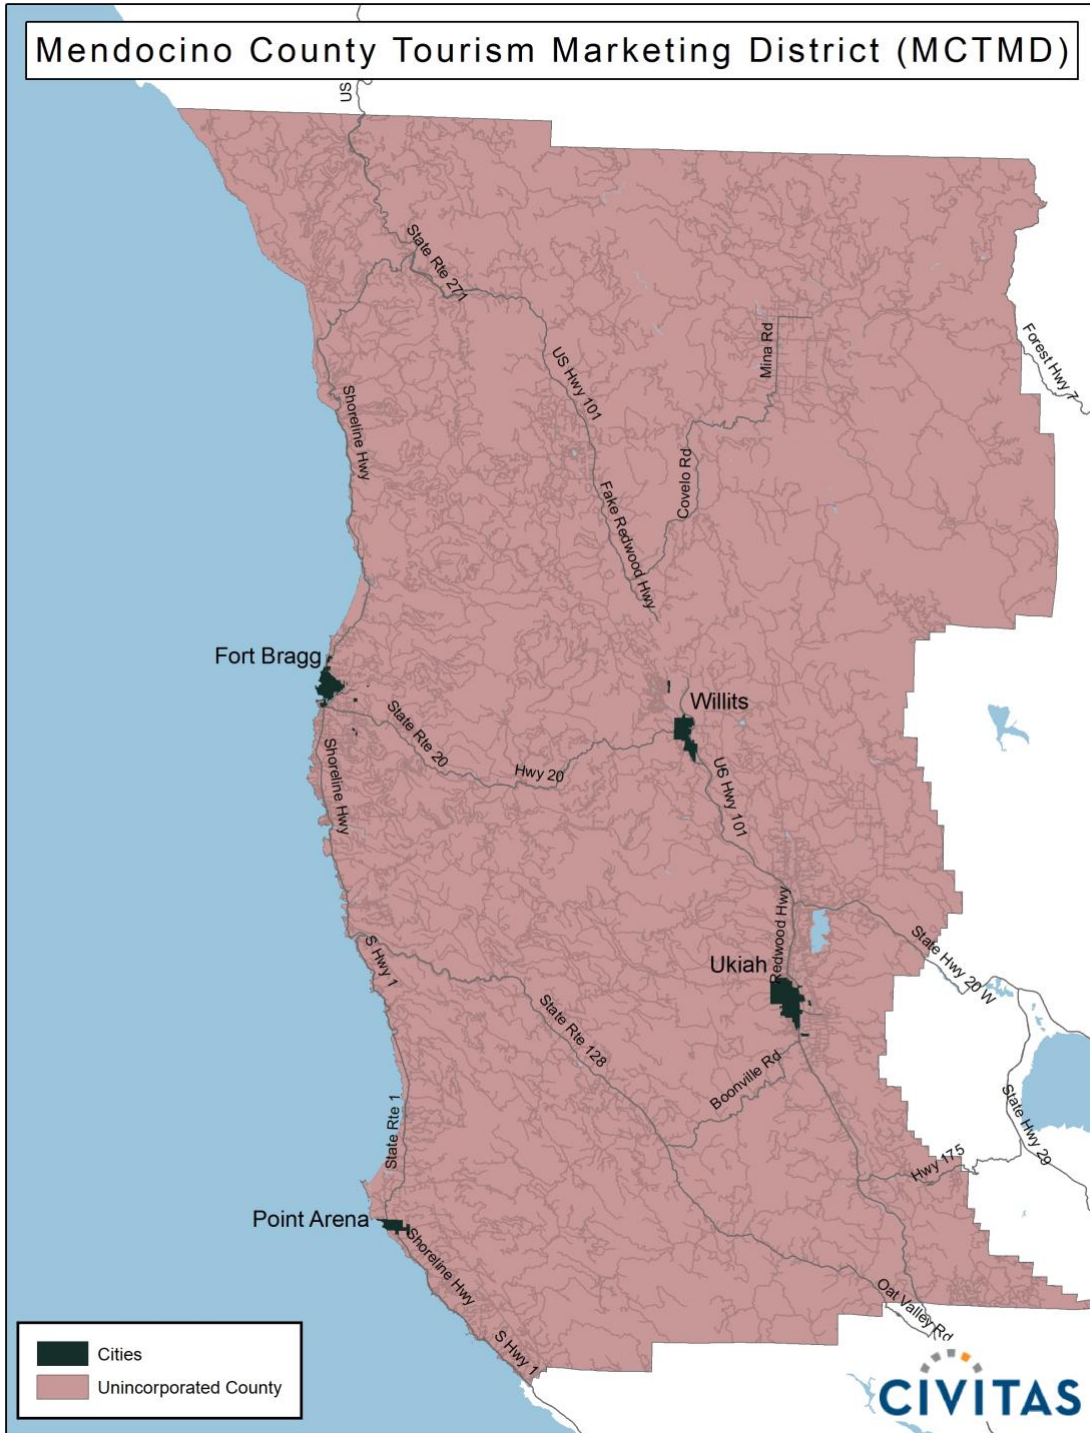 Mendocino County Tourism Marketing District (MCTMD)
US
State Rte 271
US Hwy 101
Mina Rd
Forest Hwy 7
Shoreline Hwy
Covelo Rd
Fake Redwood Hwy
Fort Bragg
Willits
State Rte 20
Hwy 20
Shoreline Hwy
US Hwy 101
Redwood Hwy
S Hwy 1
State Hwy 20 W
Ukiah
State Rte 128
Boonville Rd
State Rte 1
State Hwy 29
Hwy 175
Point Arena
Shoreline Hwy
Oat Valley Rd
S Hwy 1
Cities
Unincorporated County
CIVITAS